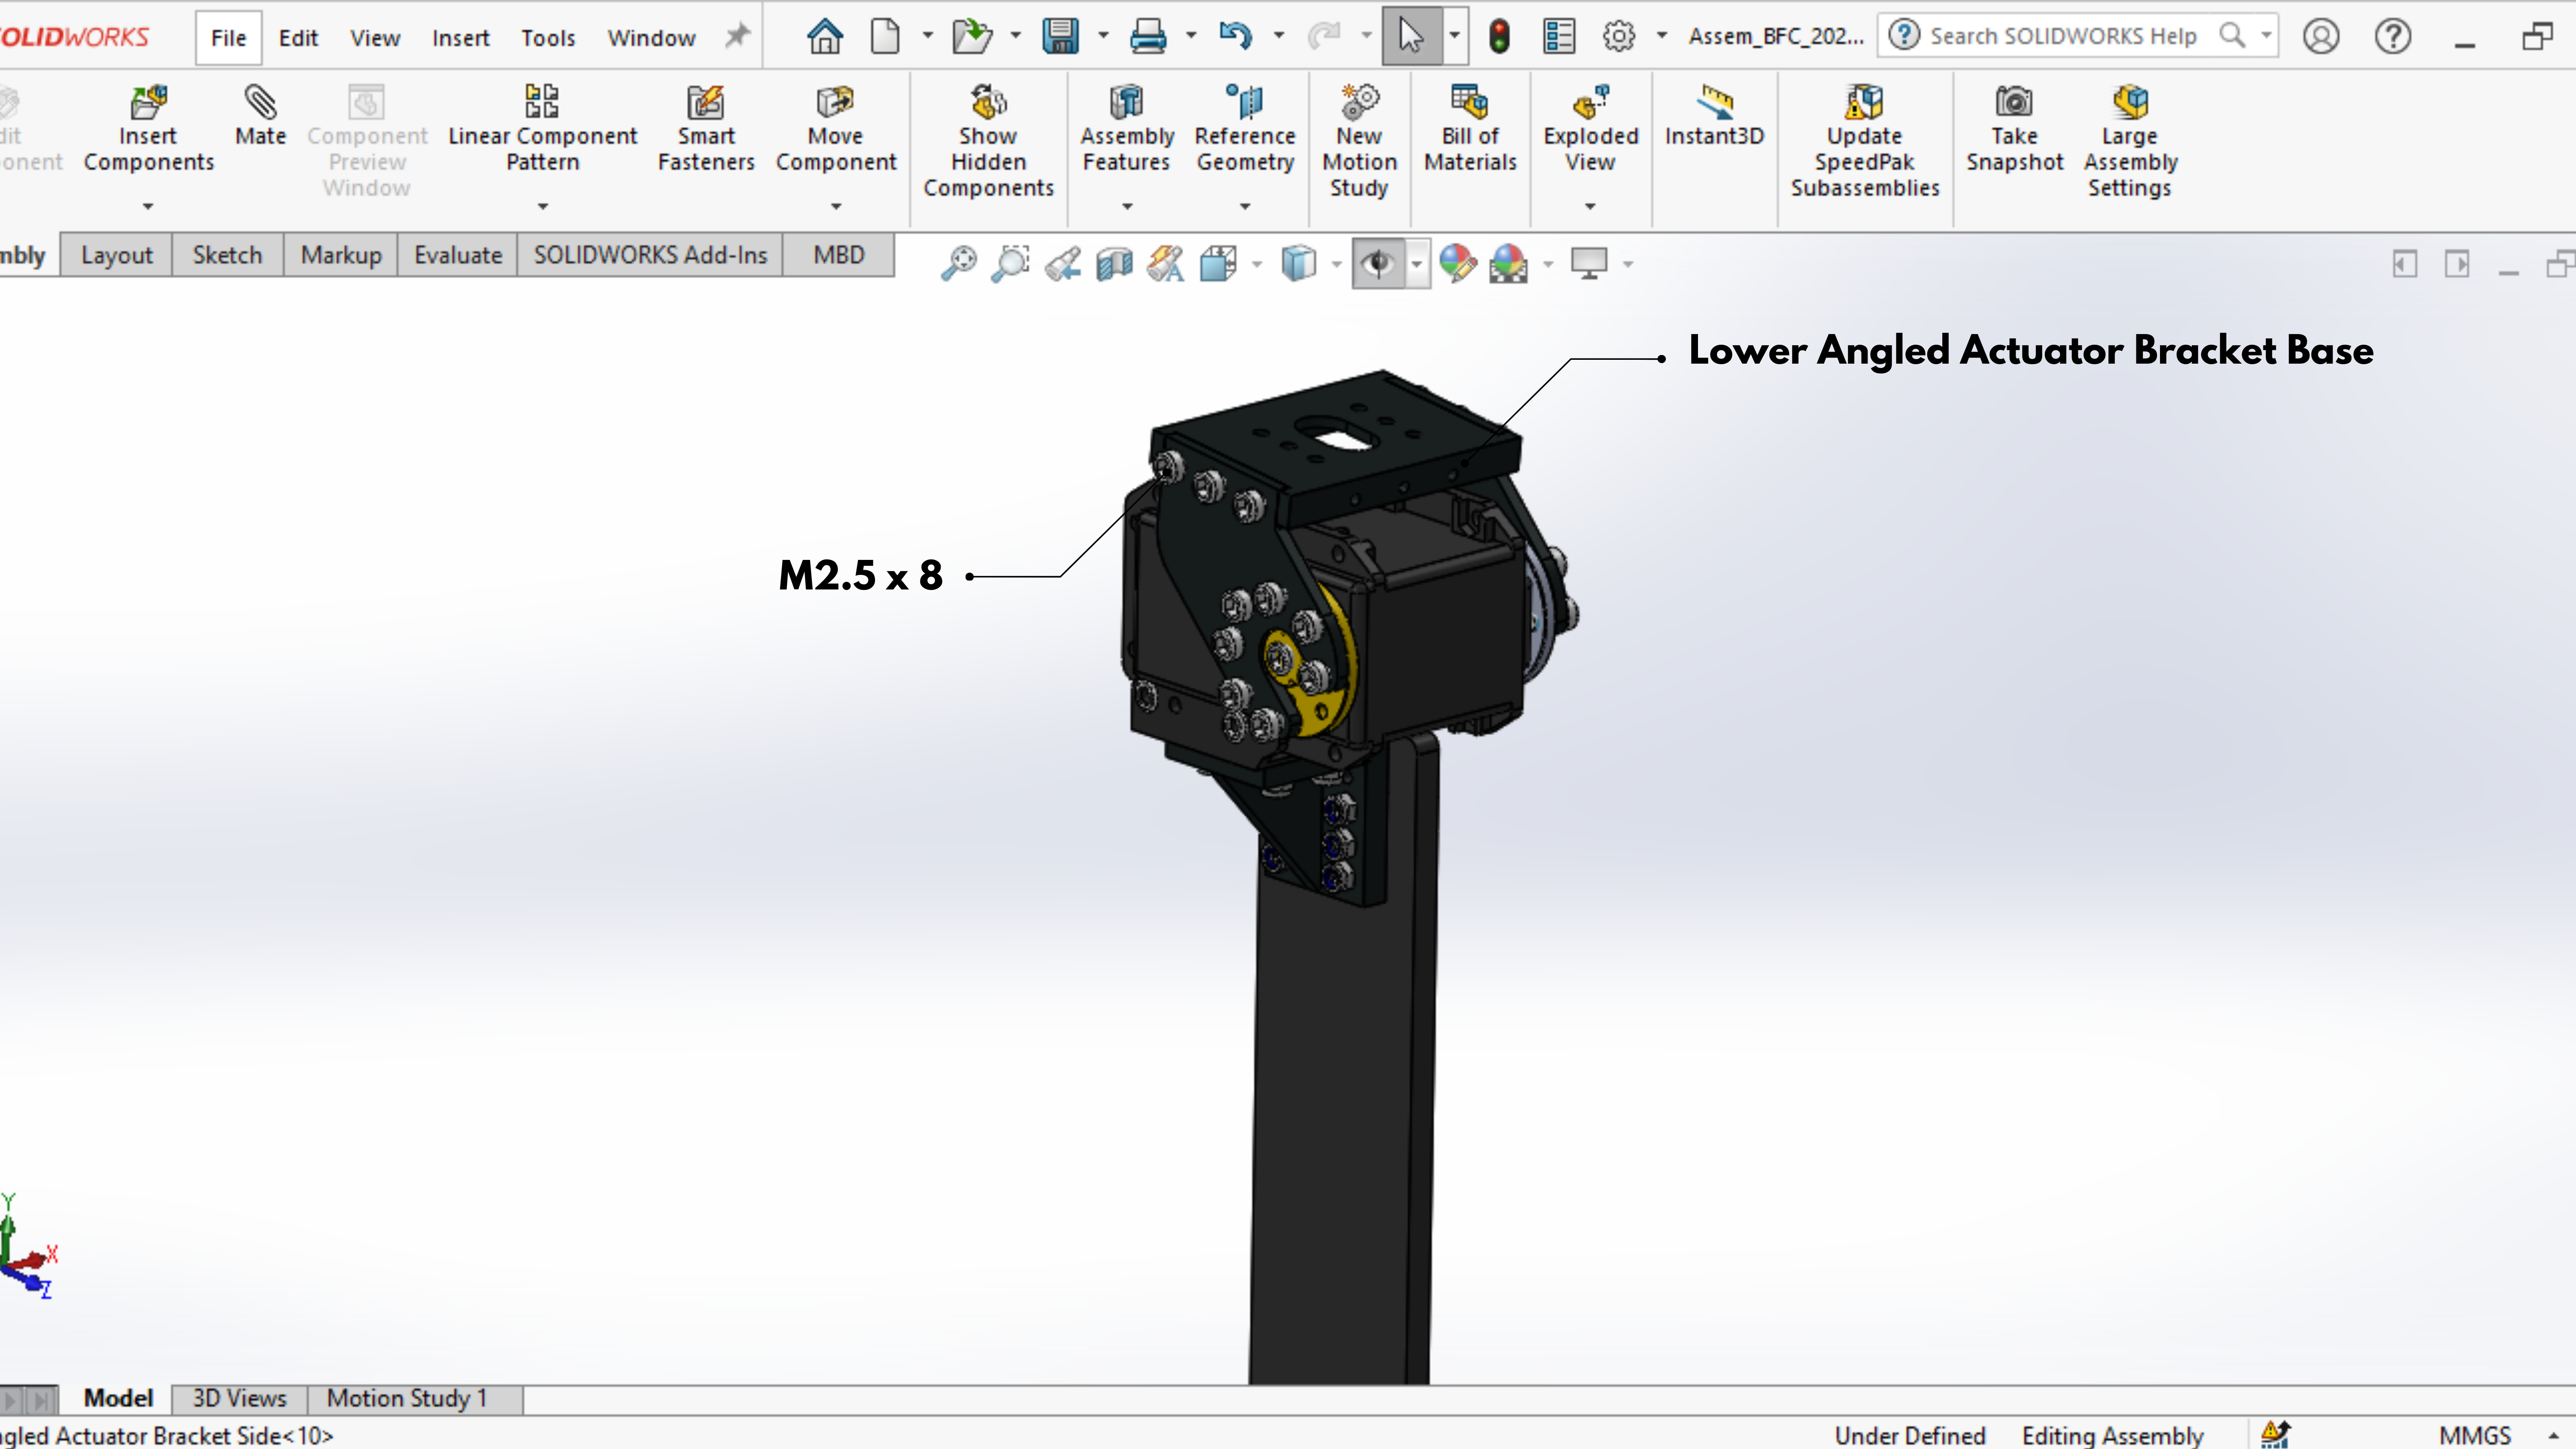 SOLIDWORKS File Edit View Insert Tools Window Assem_BFC_202... Search SOLIDWORKS Help
dit Insert Mate Component Linear Component Smart Move Show Assembly Reference New Bill of Exploded Instant3D Update Take Large
onent Components Preview Pattern Fasteners Component Hidden Features Geometry Motion Materials View SpeedPak Snapshot Assembly
Window Components Study Subassemblies Settings
mbly Layout Sketch Markup Evaluate SOLIDWORKS Add-Ins MBD
Lower Angled Actuator Bracket Base
M2.5 x 8
Y
X
Z
Model 3D Views Motion Study 1
ngled Actuator Bracket Side<10> Under Defined Editing Assembly MMGS